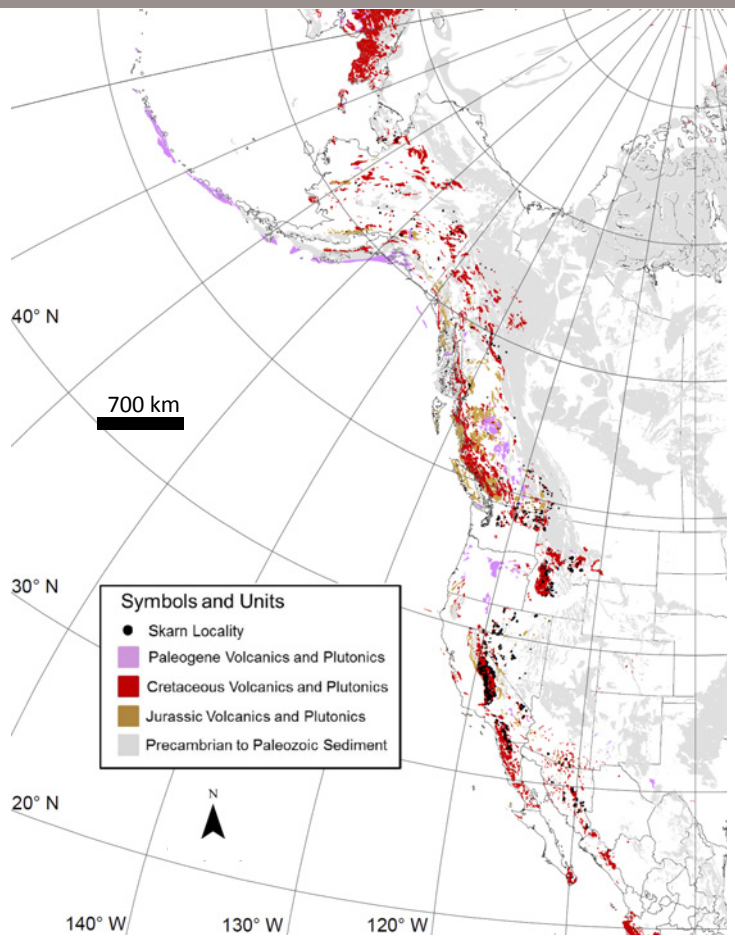 40° N
700 km
30° N
Symbols and Units
Skarn Locality
Paleogene Volcanics and Plutonics
Cretaceous Volcanics and Plutonics
Jurassic Volcanics and Plutonics
Precambrian to Paleozoic Sediment
20° N
N
140° W
130° W
120° W